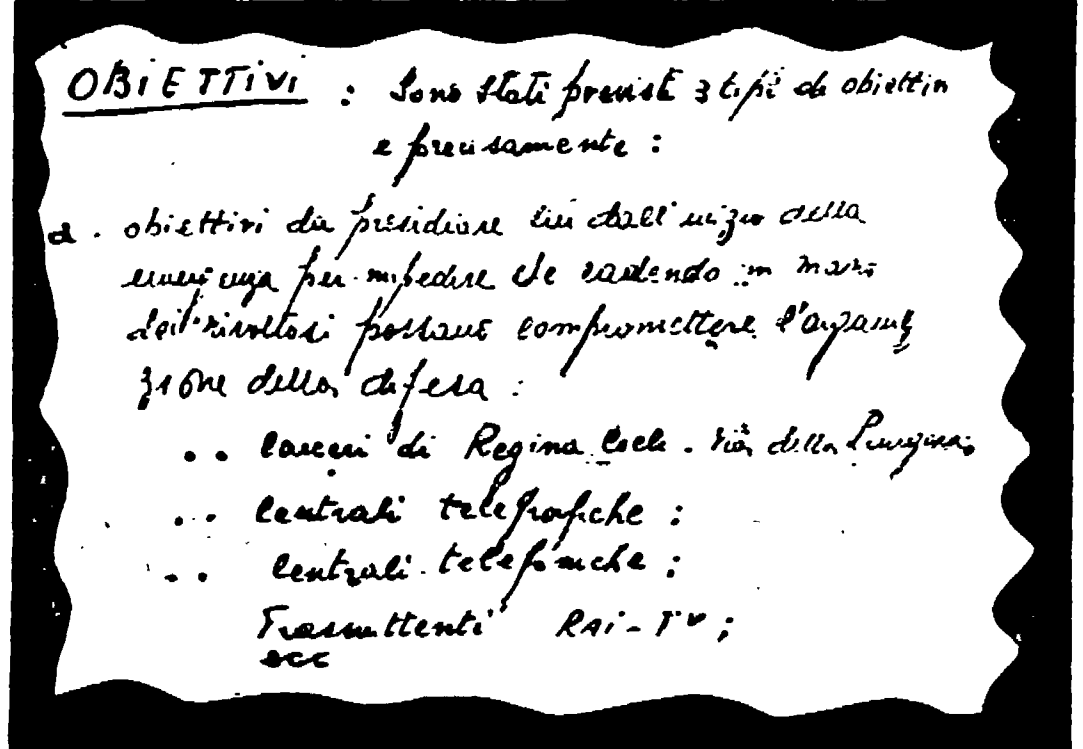 OBiETTivi : Sono stati previsti 3 tipi di obiettivi
e precisamente :
a . obiettivi da presidiare sin dall'inizio della
emergenza per impedire che cadendo in mano
dei rivoltosi possano compromettere l'organiz
zione della difesa :
.. Carceri di Regina Coeli . Via della Lungara;
... Centrali telegrafiche :
.. Centrali telefoniche ;
Trasmittenti RAi-TV ;
ecc